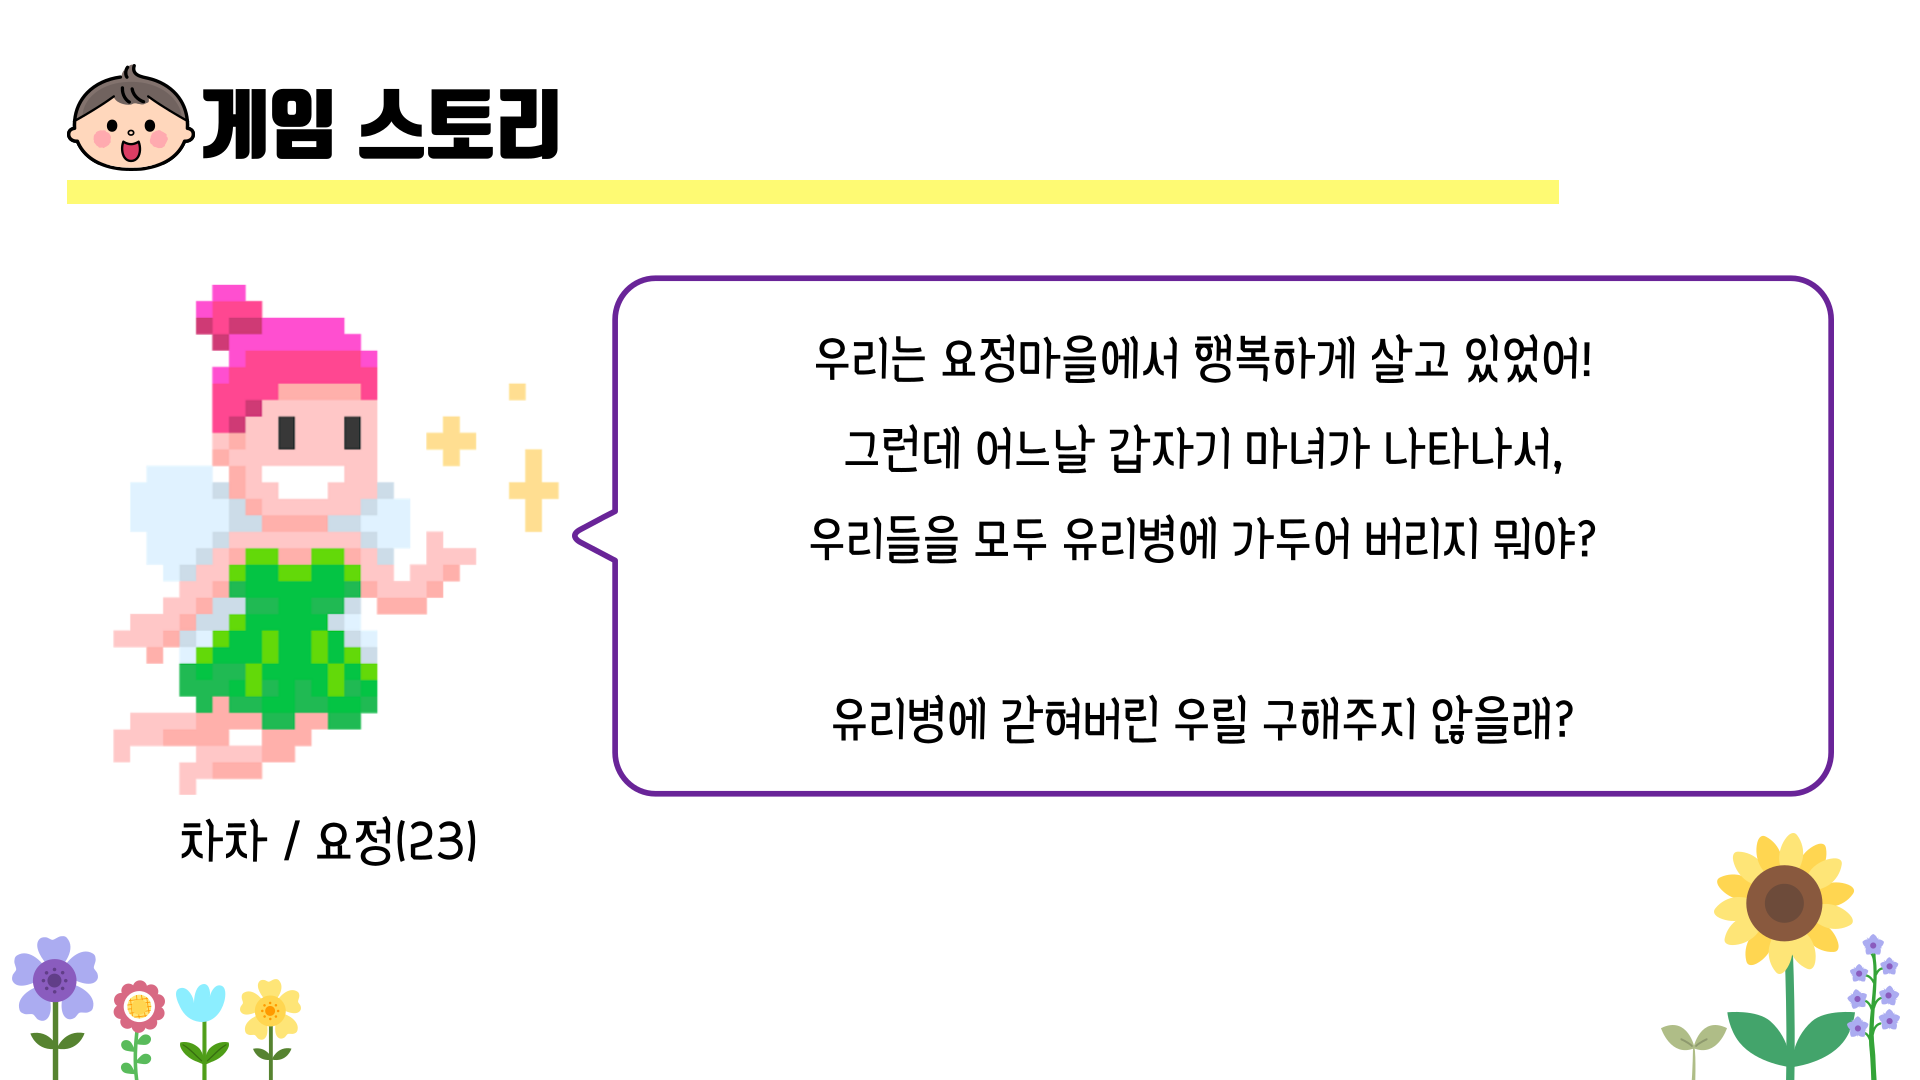 게임 스토리
우리는 요정마을에서 행복하게 살고 있었어!
그런데 어느날 갑자기 마녀가 나타나서,
우리들을 모두 유리병에 가두어 버리지 뭐야?
유리병에 갇혀버린 우릴 구해주지 않을래?
차차 / 요정(23)